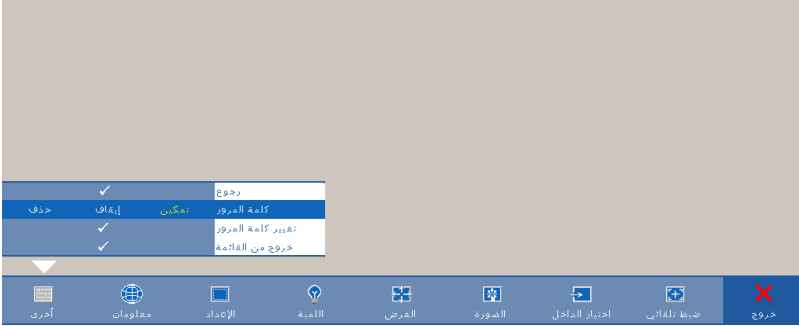 رجوع
كلمة المرور تمكين إيقاف حذف
تغيير كلمة المرور
خروج من القائمة
خروج ضبط تلقائي اختيار الداخل الصورة العرض اللمبة الإعداد معلومات أخرى